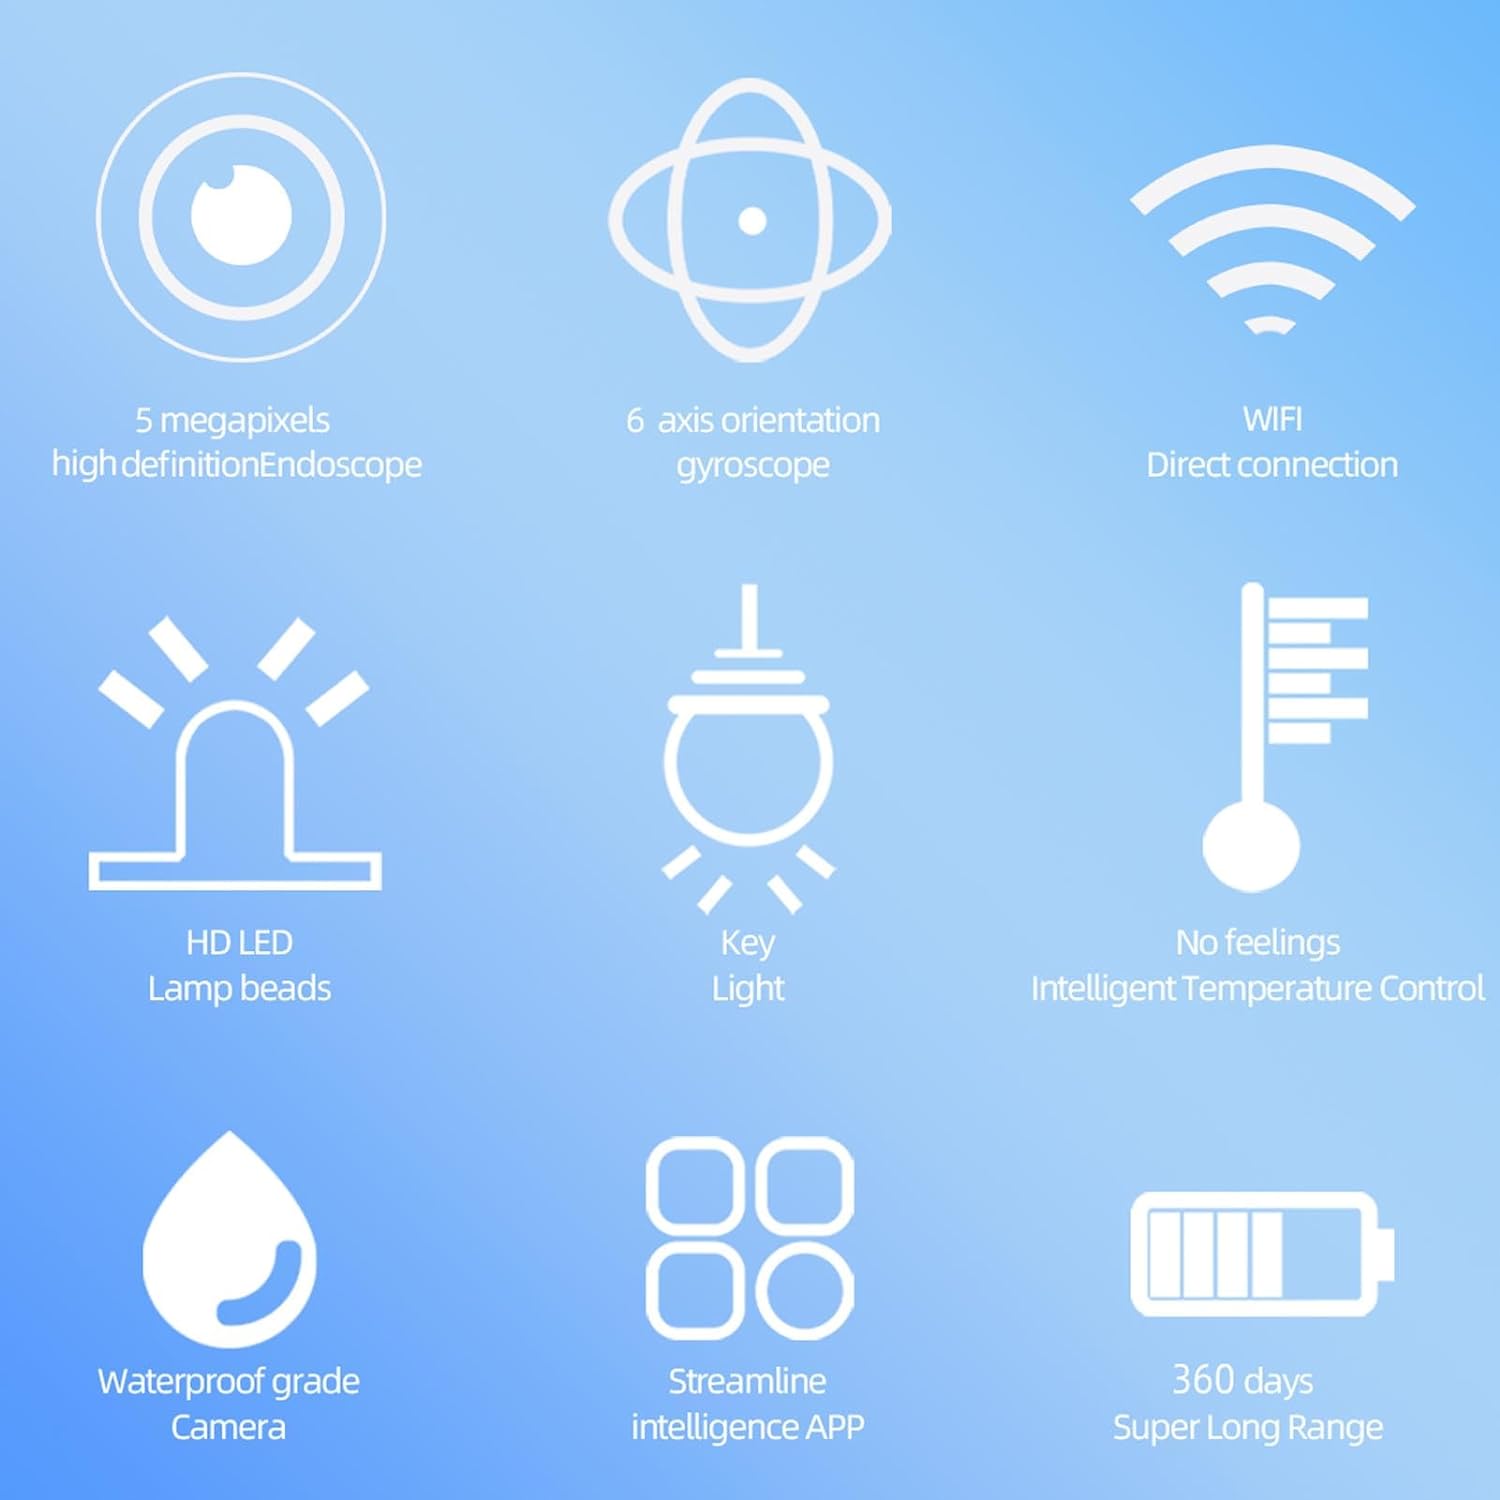 5 megapixels
high definitionEndoscope
6 axis orientation
gyroscope
WIFI
Direct connection
HD LED
Lamp beads
Key
Light
No feelings
Intelligent Temperature Control
Waterproof grade
Camera
Streamline
intelligence APP
360 days
Super Long Range